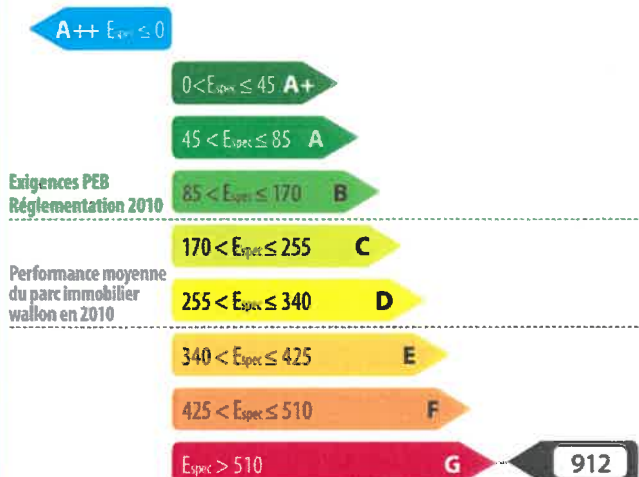 A++ Espec ≤ 0
0 < Espec ≤ 45 A+
45 < Espec ≤ 85 A
Exigences PEB
Réglementation 2010
85 < Espec ≤ 170 B
170 < Espec ≤ 255 C
Performance moyenne
du parc immobilier
wallon en 2010
255 < Espec ≤ 340 D
340 < Espec ≤ 425 E
425 < Espec ≤ 510 F
Espec > 510 G 912